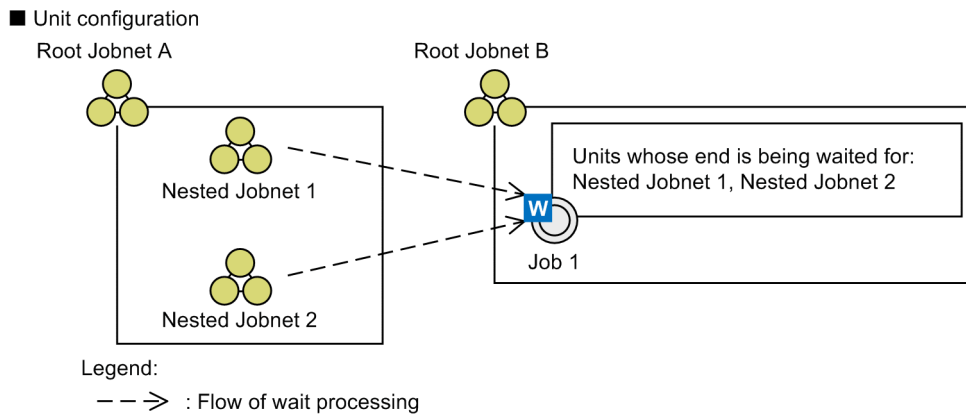 ■ Unit configuration
Root Jobnet A
Root Jobnet B
Nested Jobnet 1
Units whose end is being waited for:
Nested Jobnet 1, Nested Jobnet 2
W
Job 1
Nested Jobnet 2
Legend:
: Flow of wait processing